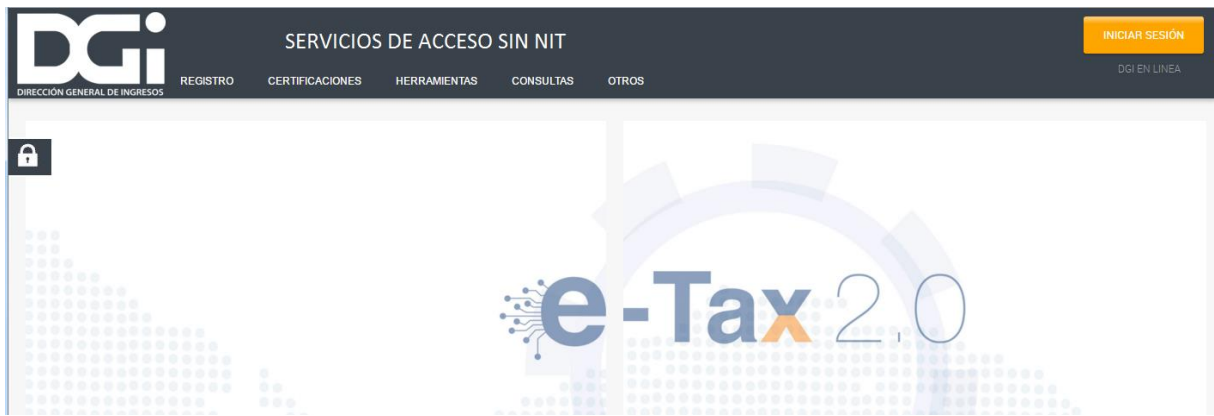 DGi
DIRECCIÓN GENERAL DE INGRESOS
SERVICIOS DE ACCESO SIN NIT
REGISTRO CERTIFICACIONES HERRAMIENTAS CONSULTAS OTROS
INICIAR SESIÓN
DGI EN LINEA
e-Tax 2.0